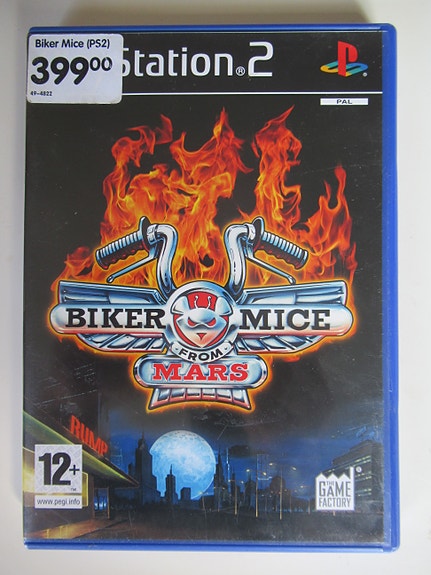 Biker Mice (PS2)
399⁰⁰
49-4822
Station®2
PAL
BIKER MICE
FROM
MARS
RUMP
12+
www.pegi.info
THE
GAME
FACTORY